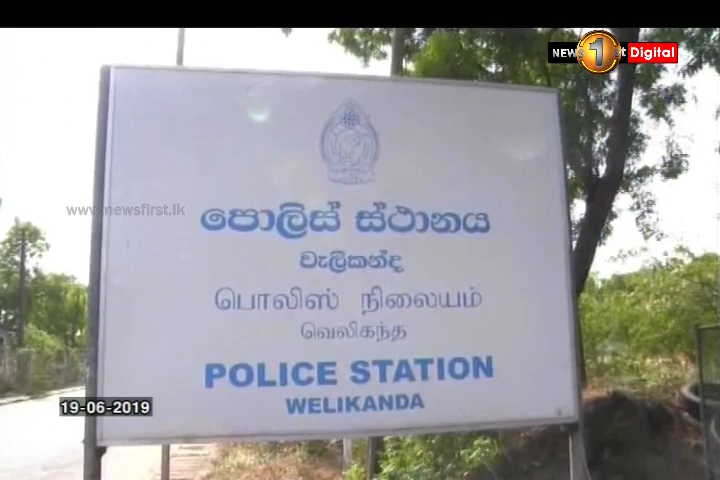 NEWS 1st Digital
www.newsfirst.lk
පොලිස් ස්ථානය
වැලිකන්ද
பொலிஸ் நிலையம்
வெலிகந்த
POLICE STATION
WELIKANDA
19-06-2019